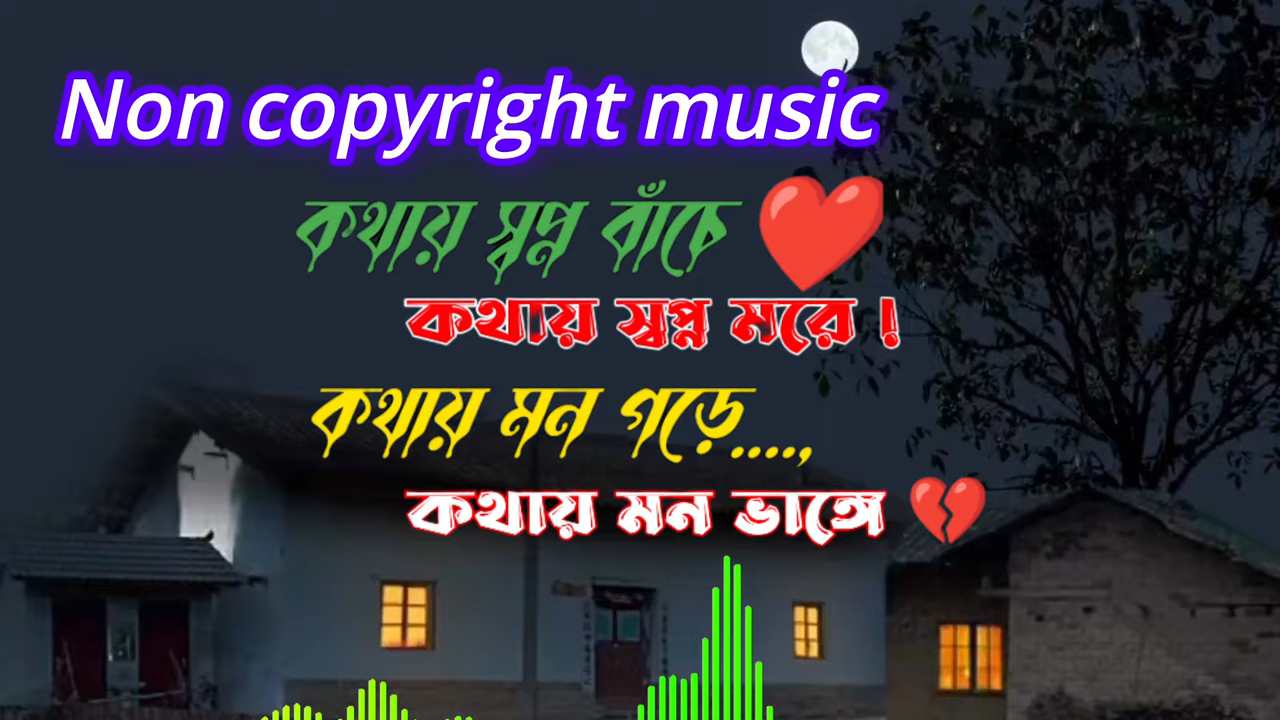 Non copyright music
কথায় স্বপ্ন বাঁচে ❤️
কথায় স্বপ্ন মরে !
কথায় মন গড়ে....,
কথায় মন ভাঙ্গে 💔